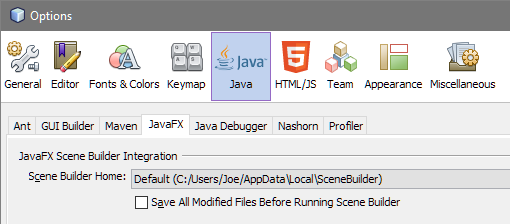 Options
General Editor Fonts & Colors Keymap Java HTML/JS Team Appearance Miscellaneous
Ant GUI Builder Maven JavaFX Java Debugger Nashorn Profiler
JavaFX Scene Builder Integration
Scene Builder Home: Default (C:/Users/Joe/AppData\Local\SceneBuilder)
Save All Modified Files Before Running Scene Builder